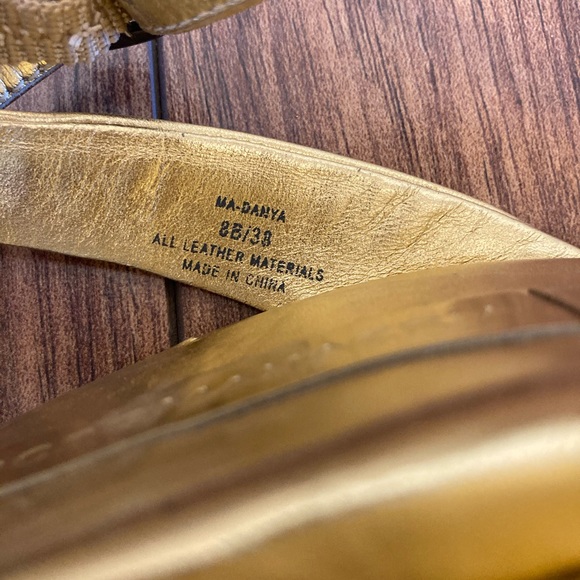 MA-DANYA
8B/38
ALL LEATHER MATERIALS
MADE IN CHINA